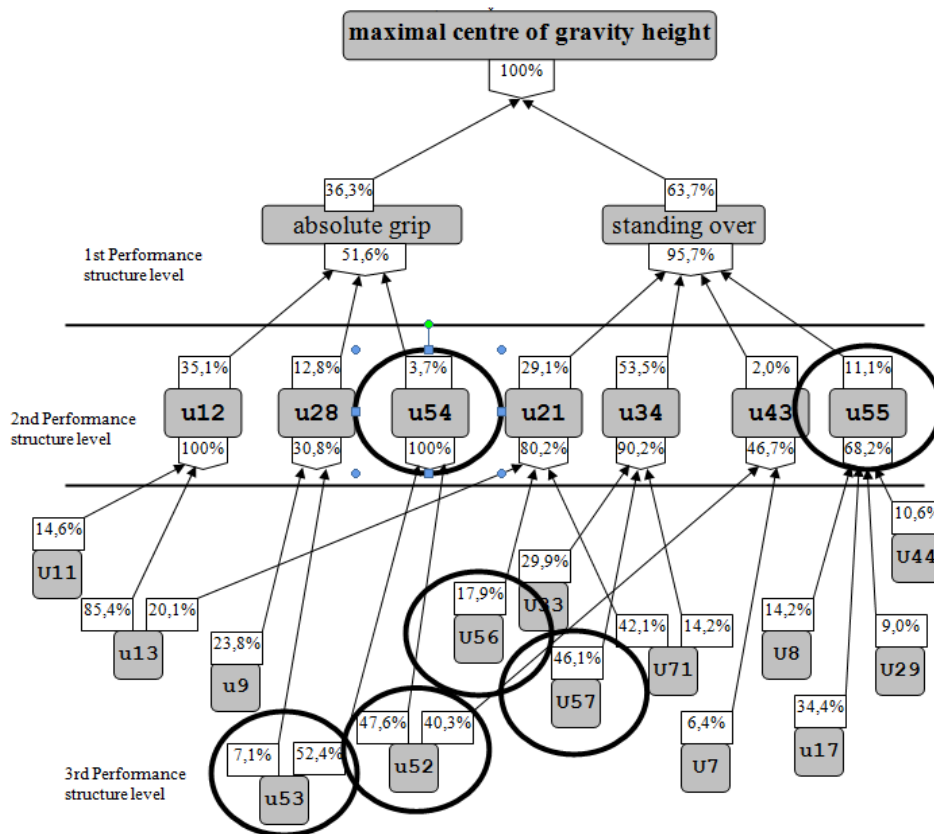 maximal centre of gravity height
100%
36,3%
63,7%
absolute grip
standing over
51,6%
95,7%
1st Performance
structure level
35,1%
12,8%
3,7%
29,1%
53,5%
2,0%
11,1%
u12
u28
u54
u21
u34
u43
u55
2nd Performance
structure level
100%
30,8%
100%
80,2%
90,2%
46,7%
68,2%
14,6%
10,6%
U11
U44
29,9%
U33
85,4%
20,1%
17,9%
42,1%
14,2%
14,2%
9,0%
u13
U56
U71
U8
U29
23,8%
46,1%
u9
U57
34,4%
47,6%
40,3%
6,4%
u17
7,1%
52,4%
u52
U7
u53
3rd Performance
structure level